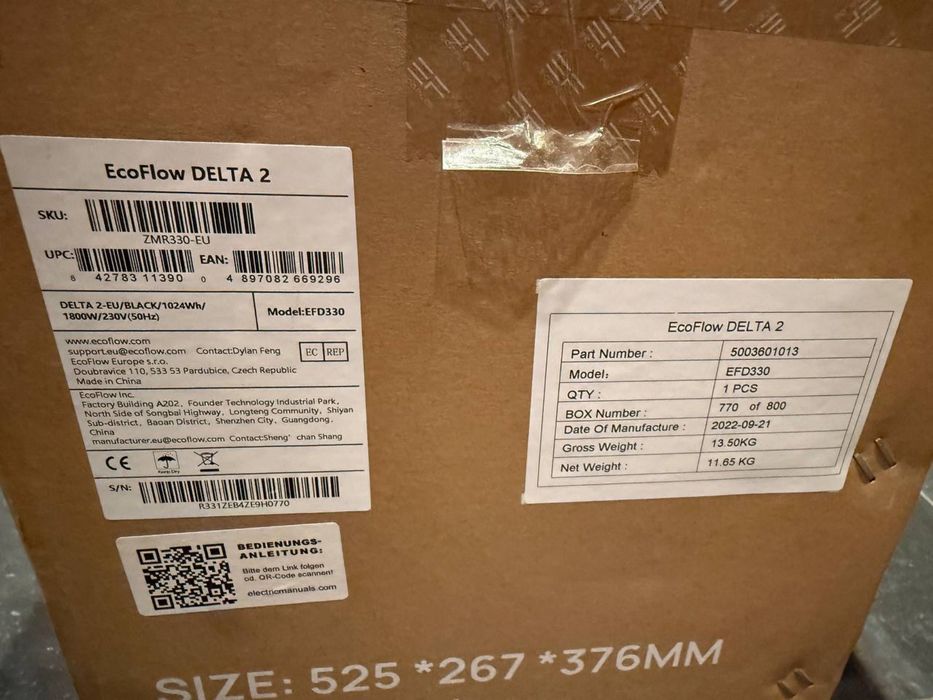 EcoFlow DELTA 2
SKU:
ZMR330-EU
UPC:
8 42783 11390 0
EAN:
4 897082 669296
DELTA 2-EU/BLACK/1024Wh/
1800W/230V(50Hz)
Model:EFD330
www.ecoflow.com
support.eu@ecoflow.com Contact:Dylan Feng
EC REP
EcoFlow Europe s.r.o.
Doubravice 110, 533 53 Pardubice, Czech Republic
Made in China
EcoFlow Inc.
Factory Building A202, Founder Technology Industrial Park,
North Side of Songbai Highway, Longteng Community, Shiyan
Sub-district, Baoan District, Shenzhen City, Guangdong,
China
manufacturer.eu@ecoflow.com Contact:Sheng' chan Shang
CE
Keep Dry
S/N:
R331ZEB4ZE9H0770
BEDIENUNGS-
ANLEITUNG:
Bitte dem Link folgen
od. QR-Code scannen!
electricmanuals.com
EcoFlow DELTA 2
Part Number : 5003601013
Model: EFD330
QTY : 1 PCS
BOX Number : 770 of 800
Date Of Manufacture : 2022-09-21
Gross Weight : 13.50KG
Net Weight : 11.65 KG
SIZE: 525 *267 *376MM